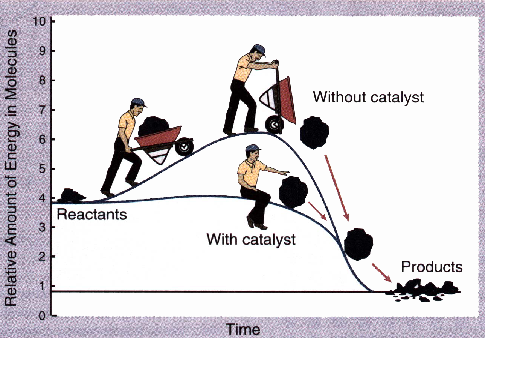 Relative Amount of Energy in Molecules
10
9
8
7
6
5
4
3
2
1
0
Without catalyst
Reactants
With catalyst
Products
Time